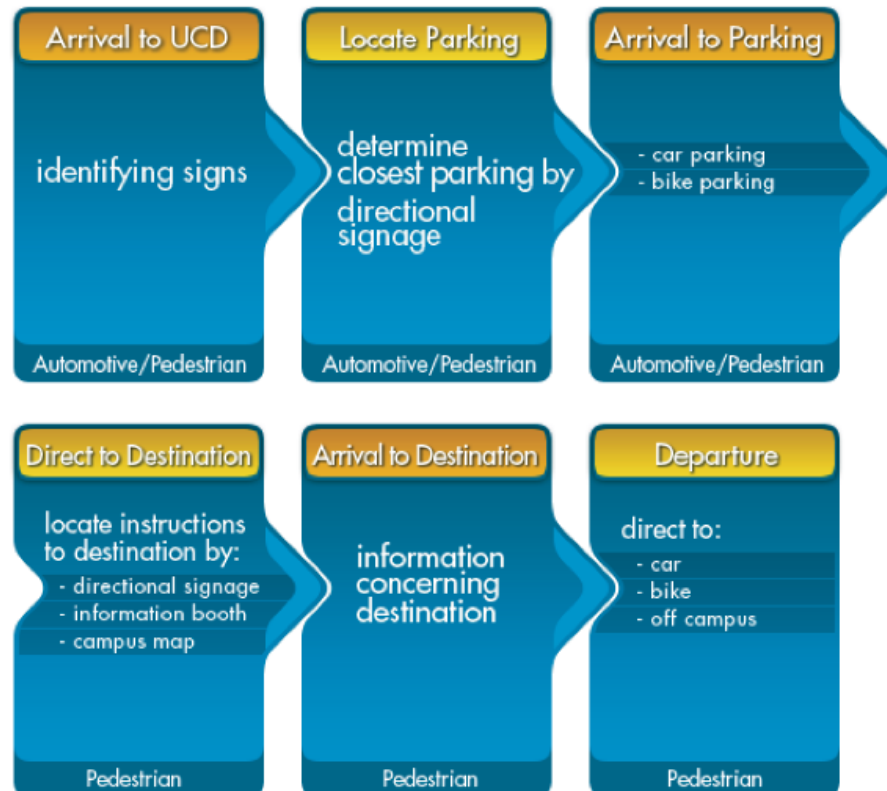 Arrival to UCD
identifying signs
Automotive/Pedestrian
Locate Parking
determine
closest parking by
directional
signage
Automotive/Pedestrian
Arrival to Parking
- car parking
- bike parking
Automotive/Pedestrian
Direct to Destination
locate instructions
to destination by:
- directional signage
- information booth
- campus map
Pedestrian
Arrival to Destination
information
concerning
destination
Pedestrian
Departure
direct to:
- car
- bike
- off campus
Pedestrian